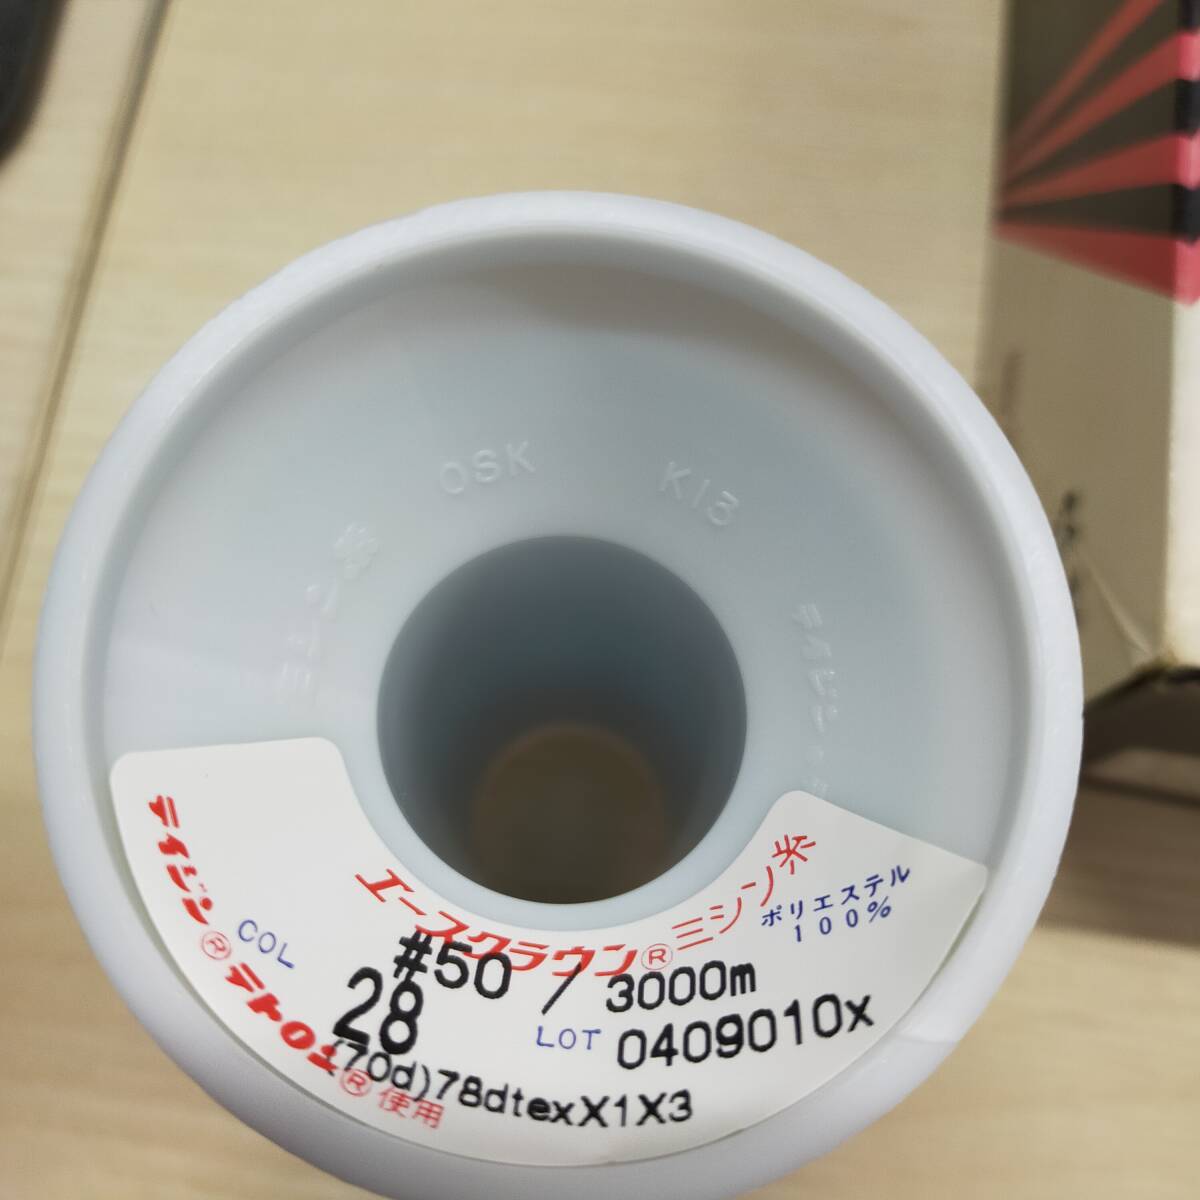 OSK
K13
テイジン®テトロン®使用
エースクラウン®ミシン糸
ポリエステル
100%
COL
#50 / 3000m
28
LOT 0409010x
(70d)78dtexX1X3